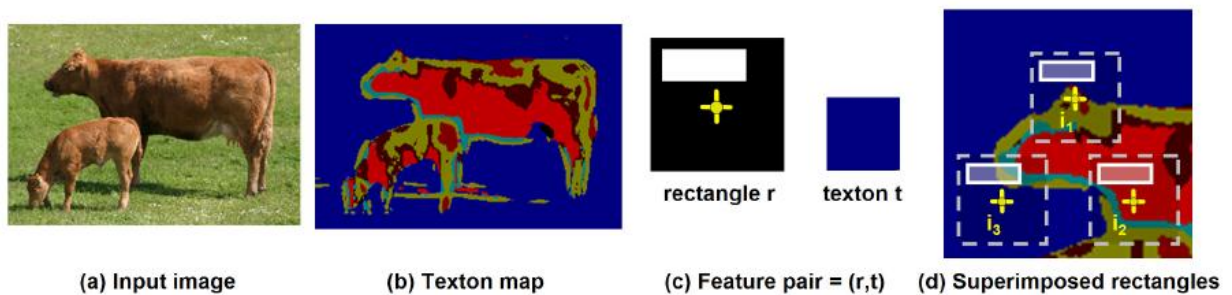 rectangle r
texton t
i1
i3
i2
(a) Input image
(b) Texton map
(c) Feature pair = (r,t)
(d) Superimposed rectangles